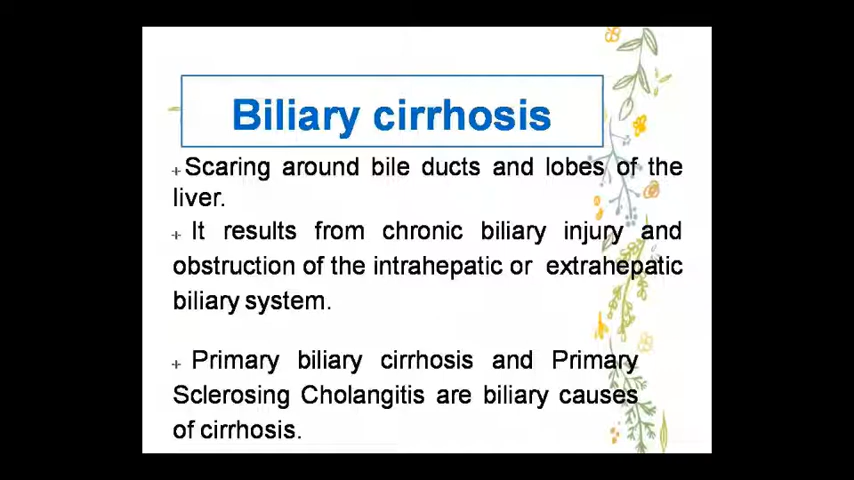 Biliary cirrhosis
+Scaring around bile ducts and lobes of the
liver.
+ It results from chronic biliary injury and
obstruction of the intrahepatic or extrahepatic
biliary system.
+ Primary biliary cirrhosis and Primary
Sclerosing Cholangitis are biliary causes
of cirrhosis.